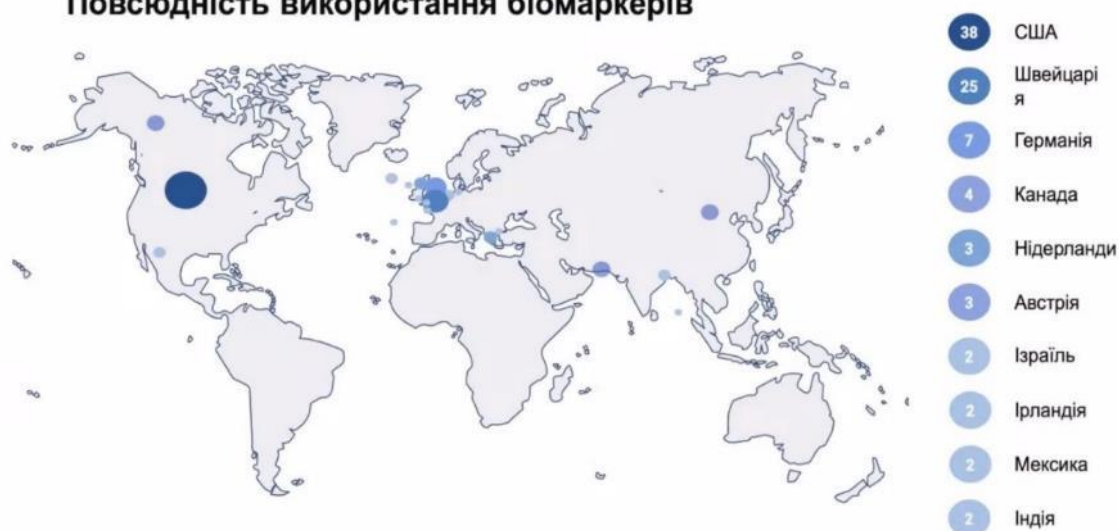 Повсюдність використання біомаркерів
38 США
25 Швейцарі
я
7 Германія
4 Канада
3 Нідерланди
3 Австрія
2 Ізраїль
2 Ірландія
2 Мексика
2 Індія